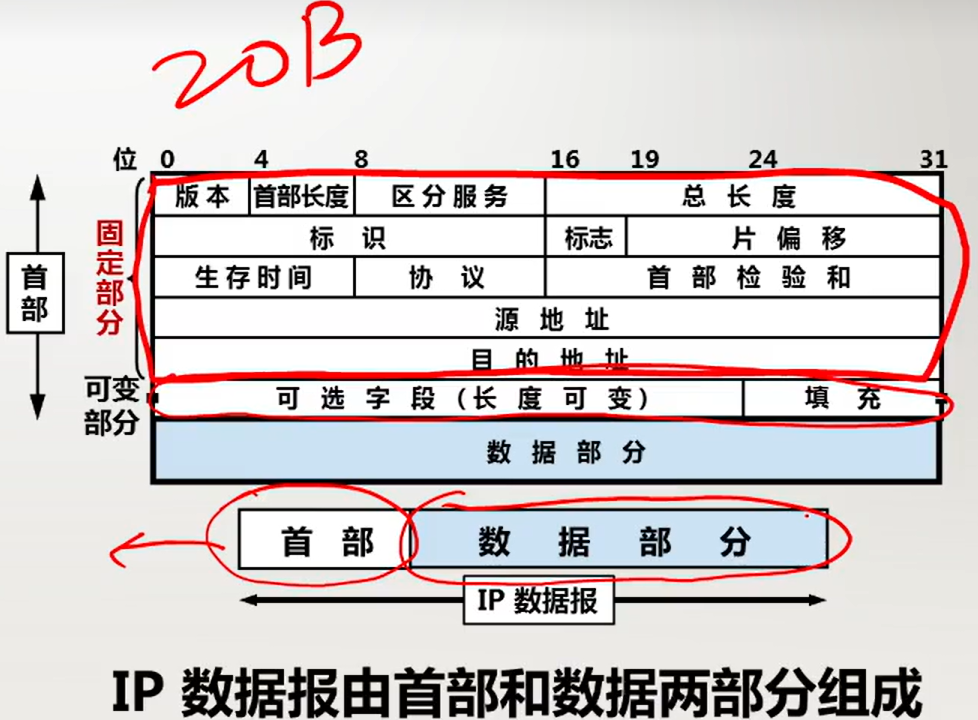 20B
位 0 4 8 16 19 24 31
版本 首部长度 区分服务 总长度
标识 标志 片偏移
生存时间 协议 首部检验和
源地址
目的地址
可选字段(长度可变) 填充
数据部分
首部
固定部分
可变部分
首部 数据部分
IP 数据报
IP 数据报由首部和数据两部分组成